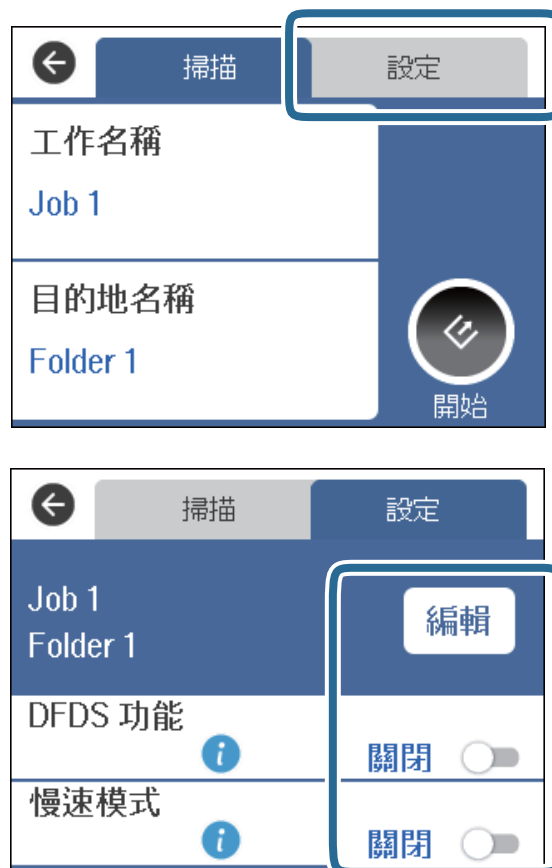 掃描 設定
工作名稱
Job 1
目的地名稱
Folder 1
開始
掃描 設定
Job 1
Folder 1
編輯
DFDS 功能
關閉
慢速模式
關閉